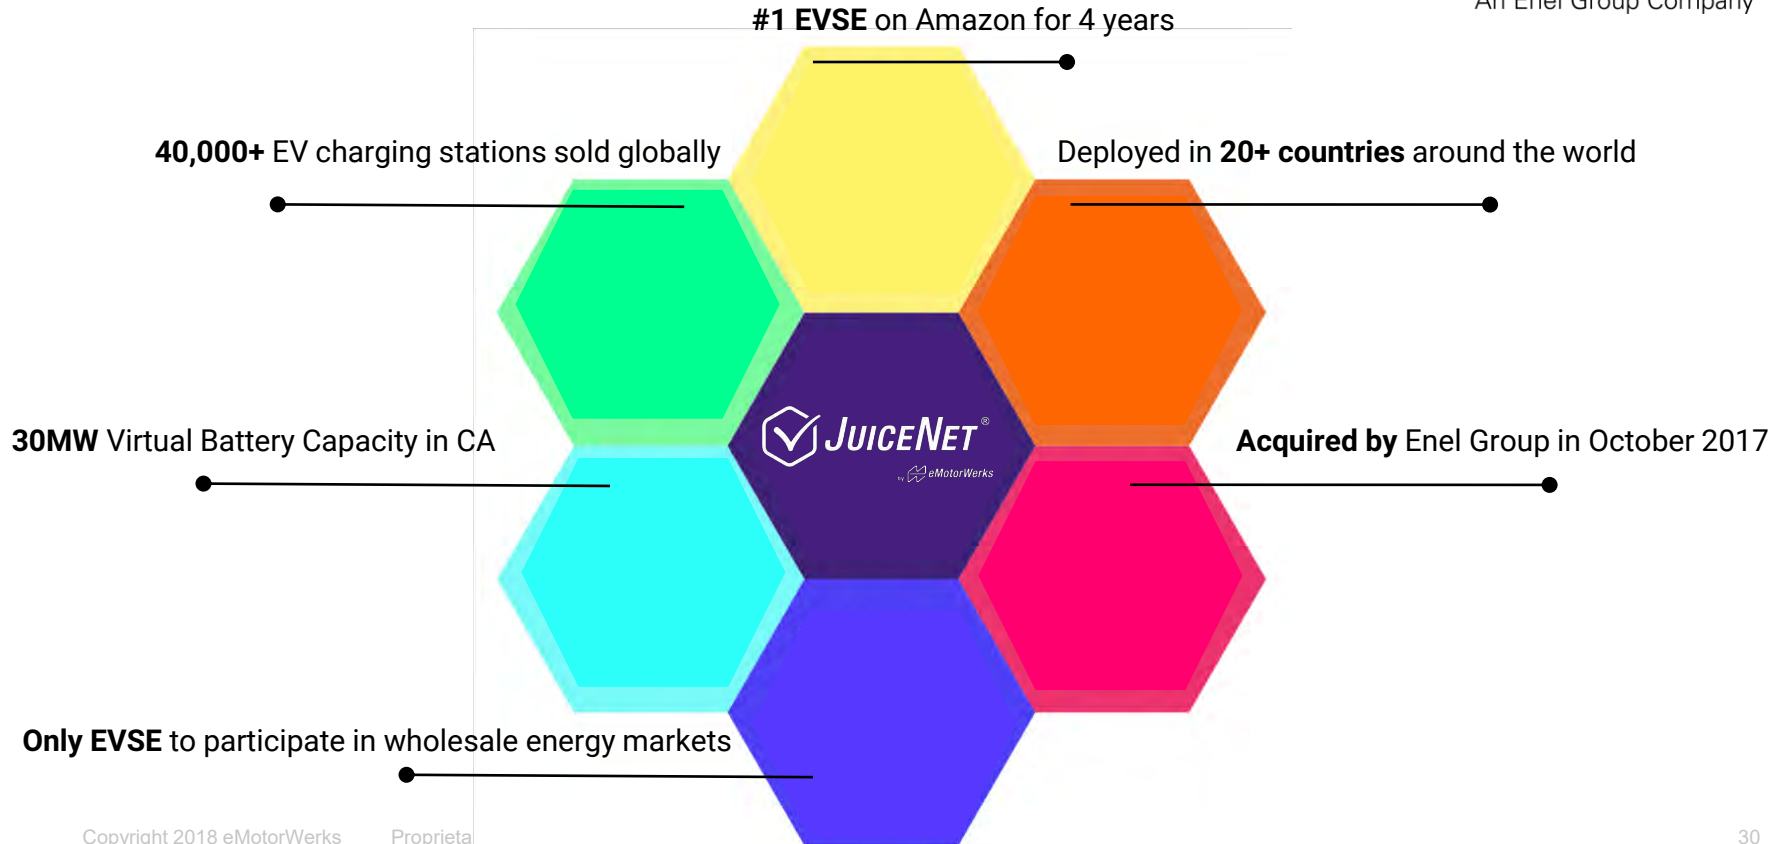 An Enel Group Company
#1 EVSE on Amazon for 4 years
40,000+ EV charging stations sold globally
Deployed in 20+ countries around the world
30MW Virtual Battery Capacity in CA
JUICENET®
by eMotorWerks
Acquired by Enel Group in October 2017
Only EVSE to participate in wholesale energy markets
Copyright 2018 eMotorWerks Proprieta
30